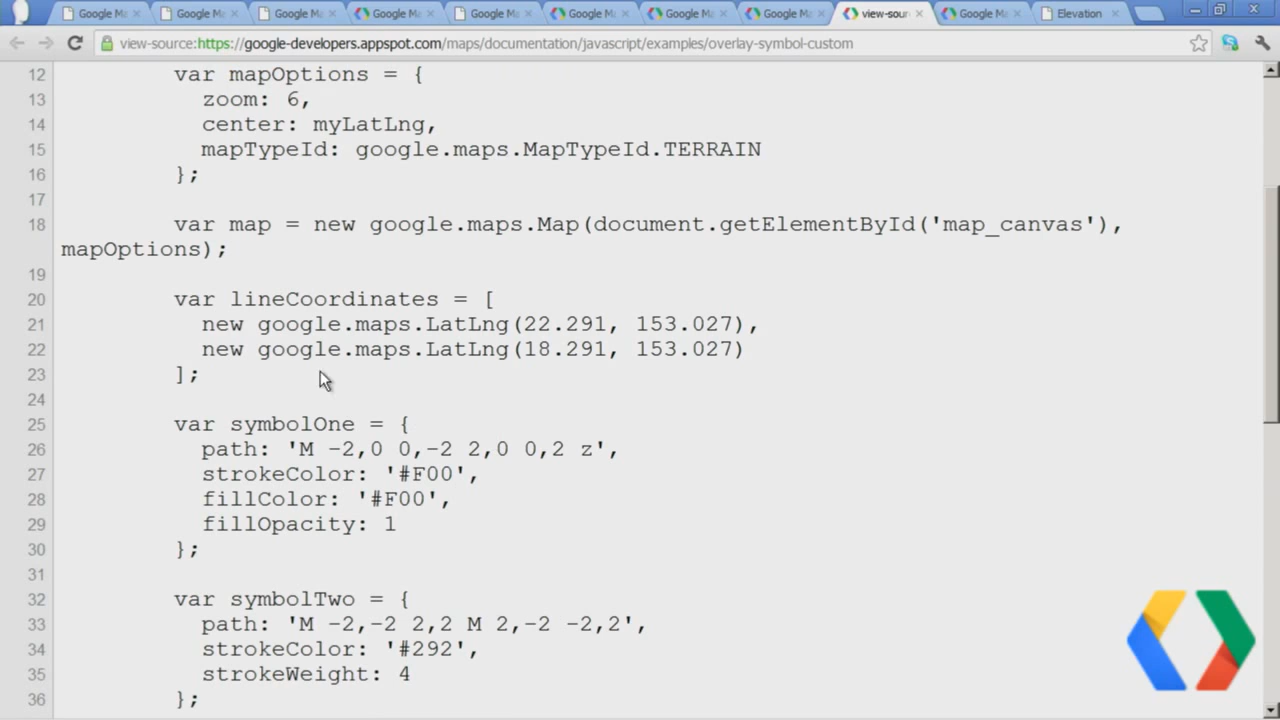 Google Ma
Google Ma
Google Ma
Google Ma
Google Ma
Google Ma
Google Ma
Google Ma
view-sour
Google Ma
Elevation
view-source:https://google-developers.appspot.com/maps/documentation/javascript/examples/overlay-symbol-custom
12 var mapOptions = {
13 zoom: 6,
14 center: myLatLng,
15 mapTypeId: google.maps.MapTypeId.TERRAIN
16 };
17
18 var map = new google.maps.Map(document.getElementById('map_canvas'),
mapOptions);
19
20 var lineCoordinates = [
21 new google.maps.LatLng(22.291, 153.027),
22 new google.maps.LatLng(18.291, 153.027)
23 ];
24
25 var symbolOne = {
26 path: 'M -2,0 0,-2 2,0 0,2 z',
27 strokeColor: '#F00',
28 fillColor: '#F00',
29 fillOpacity: 1
30 };
31
32 var symbolTwo = {
33 path: 'M -2,-2 2,2 M 2,-2 -2,2',
34 strokeColor: '#292',
35 strokeWeight: 4
36 };